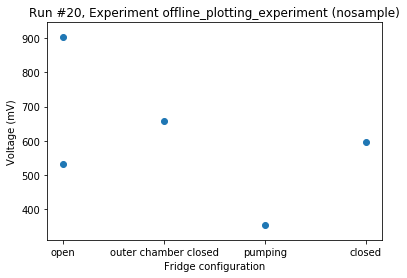 Run #20, Experiment offline_plotting_experiment (nosample)
900
800
700
600
500
400
Voltage (mV)
open outer chamber closed pumping closed
Fridge configuration